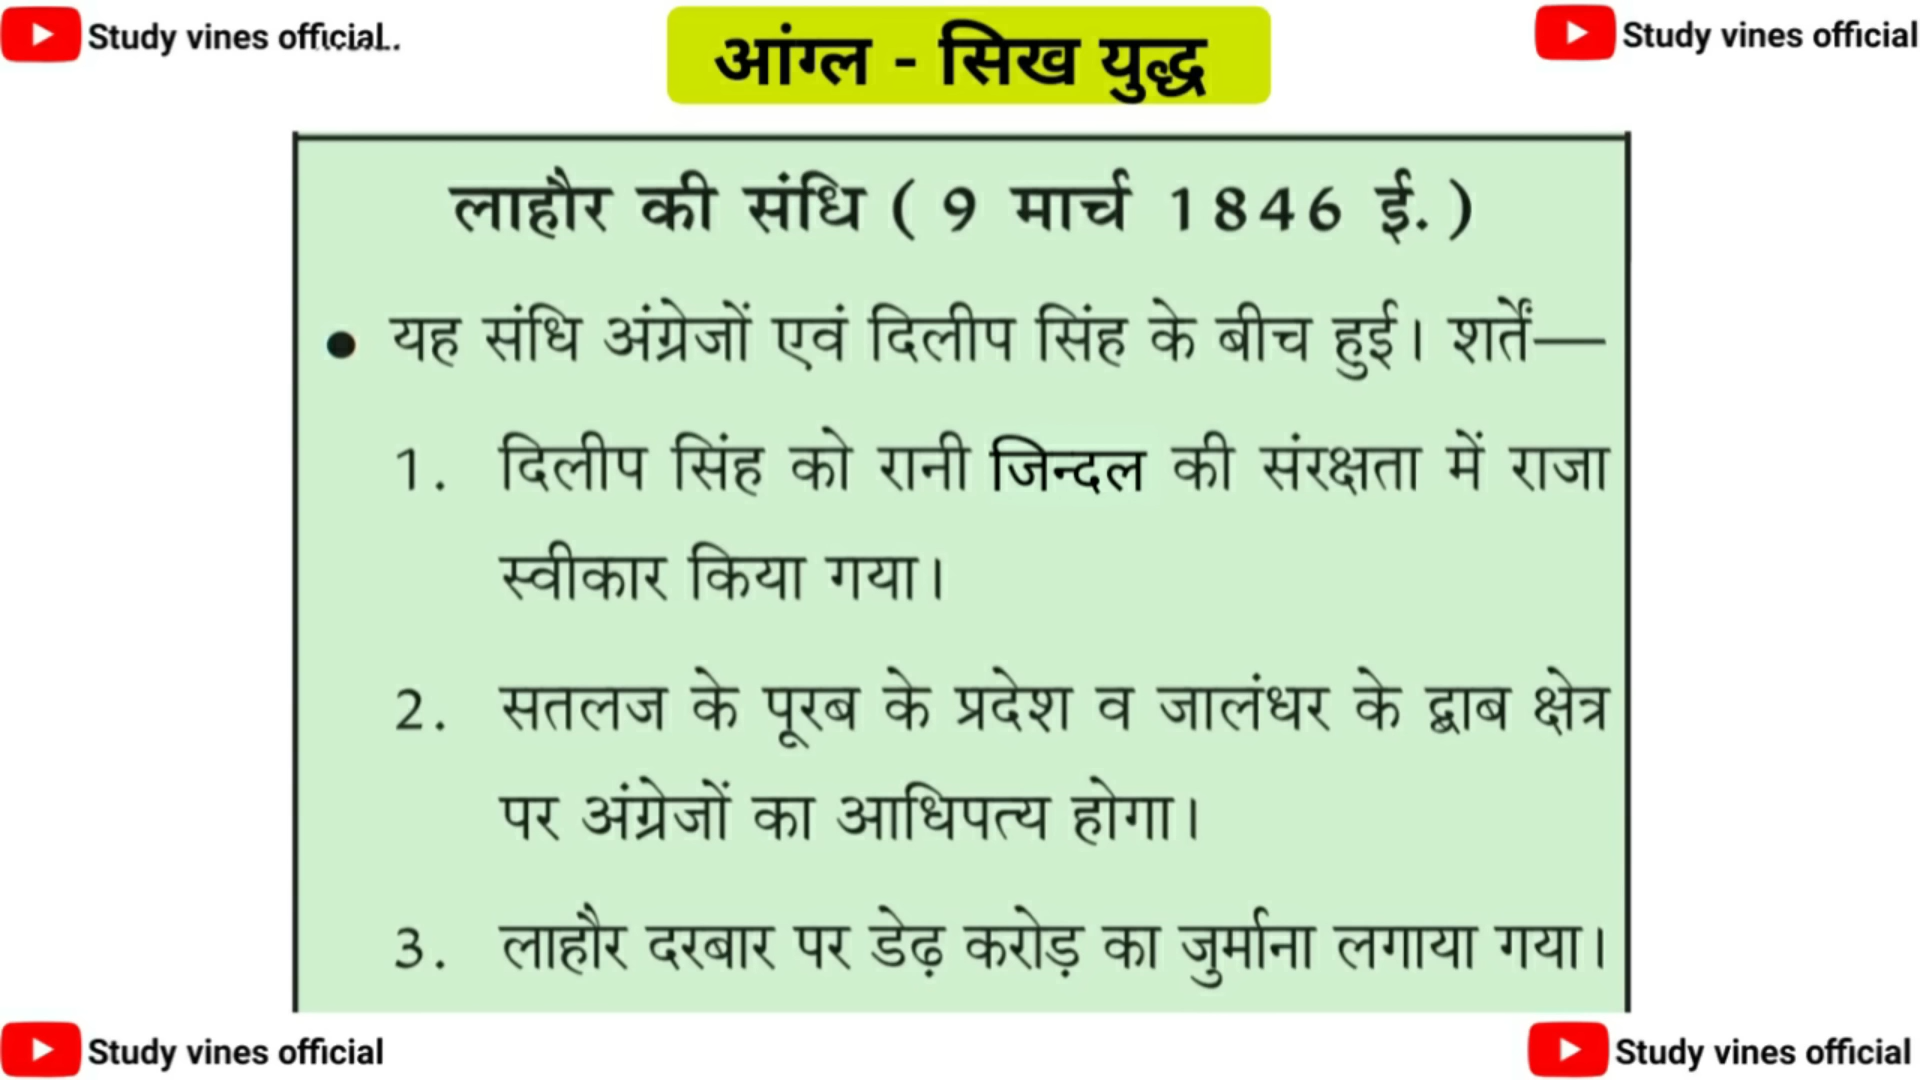 Study vines official..
आंग्ल - सिख युद्ध
Study vines official
लाहौर की संधि ( 9 मार्च 1846 ई. )
• यह संधि अंग्रेजों एवं दिलीप सिंह के बीच हुई। शर्तें—
1. दिलीप सिंह को रानी जिन्दल की संरक्षता में राजा
स्वीकार किया गया।
2. सतलज के पूरब के प्रदेश व जालंधर के द्वाब क्षेत्र
पर अंग्रेजों का आधिपत्य होगा।
3. लाहौर दरबार पर डेढ़ करोड़ का जुर्माना लगाया गया।
Study vines official
Study vines official